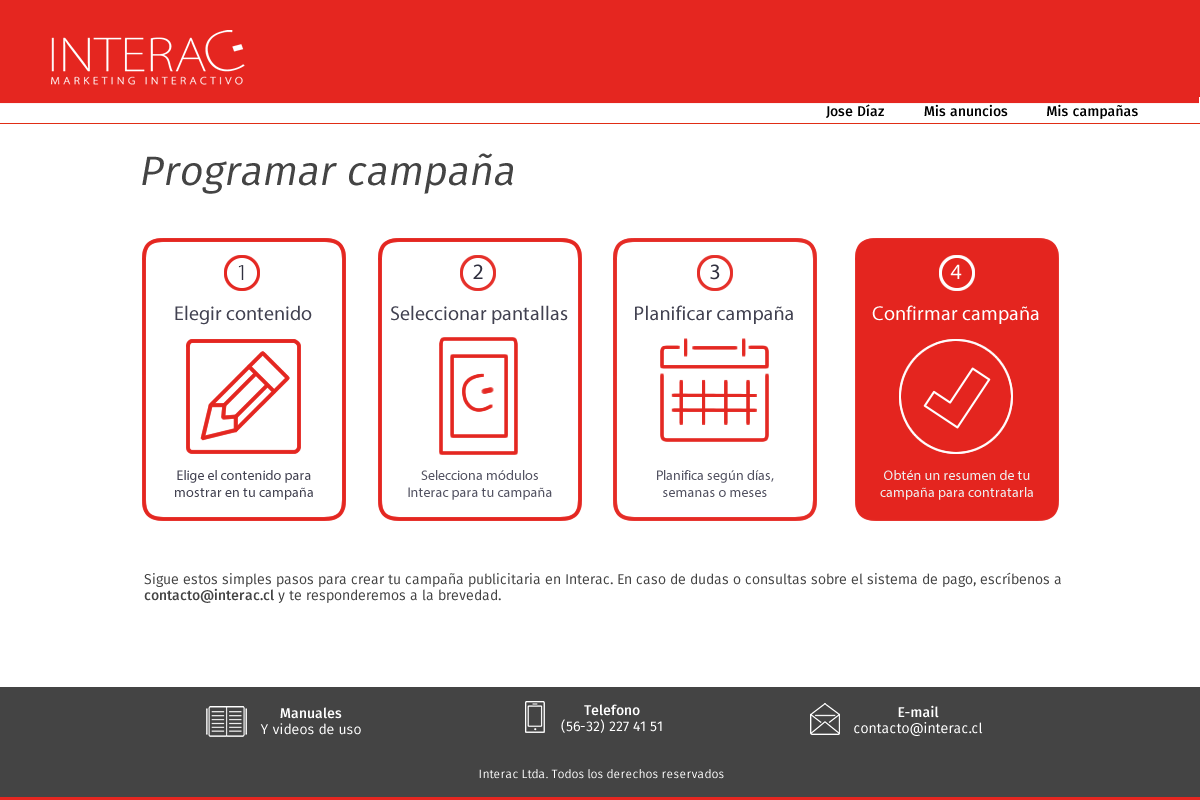 INTERAC
MARKETING INTERACTIVO
Jose Díaz Mis anuncios Mis campañas
Programar campaña
1
Elegir contenido
Elige el contenido para
mostrar en tu campaña
2
Seleccionar pantallas
Selecciona módulos
Interac para tu campaña
3
Planificar campaña
Planifica según días,
semanas o meses
4
Confirmar campaña
Obtén un resumen de tu
campaña para contratarla
Sigue estos simples pasos para crear tu campaña publicitaria en Interac. En caso de dudas o consultas sobre el sistema de pago, escríbenos a
contacto@interac.cl y te responderemos a la brevedad.
Manuales
Y videos de uso
Telefono
(56-32) 227 41 51
E-mail
contacto@interac.cl
Interac Ltda. Todos los derechos reservados